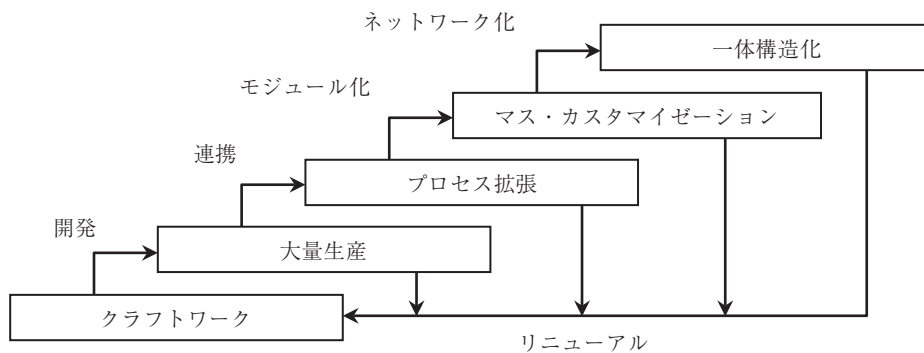 ネットワーク化
一体構造化
モジュール化
マス・カスタマイゼーション
連携
プロセス拡張
開発
大量生産
クラフトワーク
リニューアル